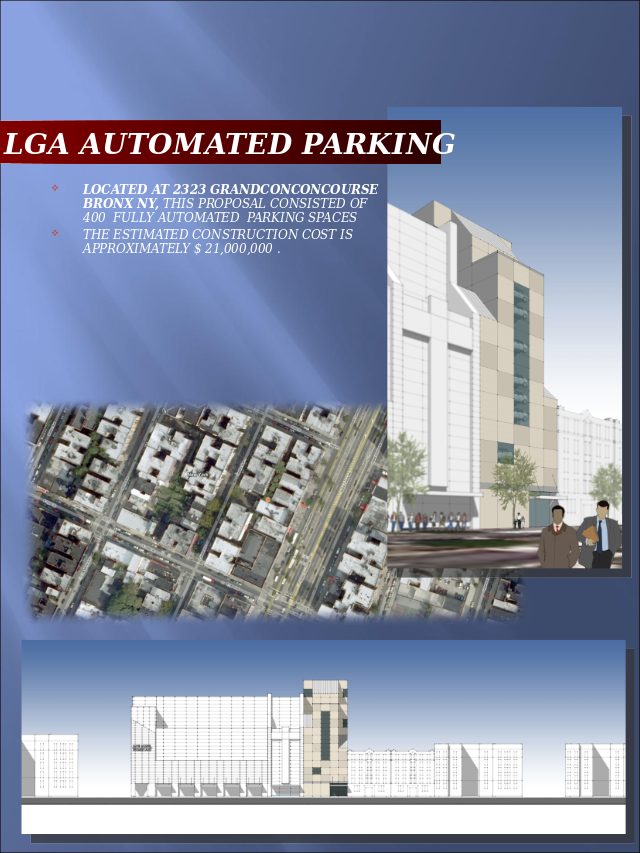 LGA AUTOMATED PARKING
LOCATED AT 2323 GRANDCONCONCOURSE
BRONX NY, THIS PROPOSAL CONSISTED OF
400 FULLY AUTOMATED PARKING SPACES
THE ESTIMATED CONSTRUCTION COST IS
APPROXIMATELY $ 21,000,000 .